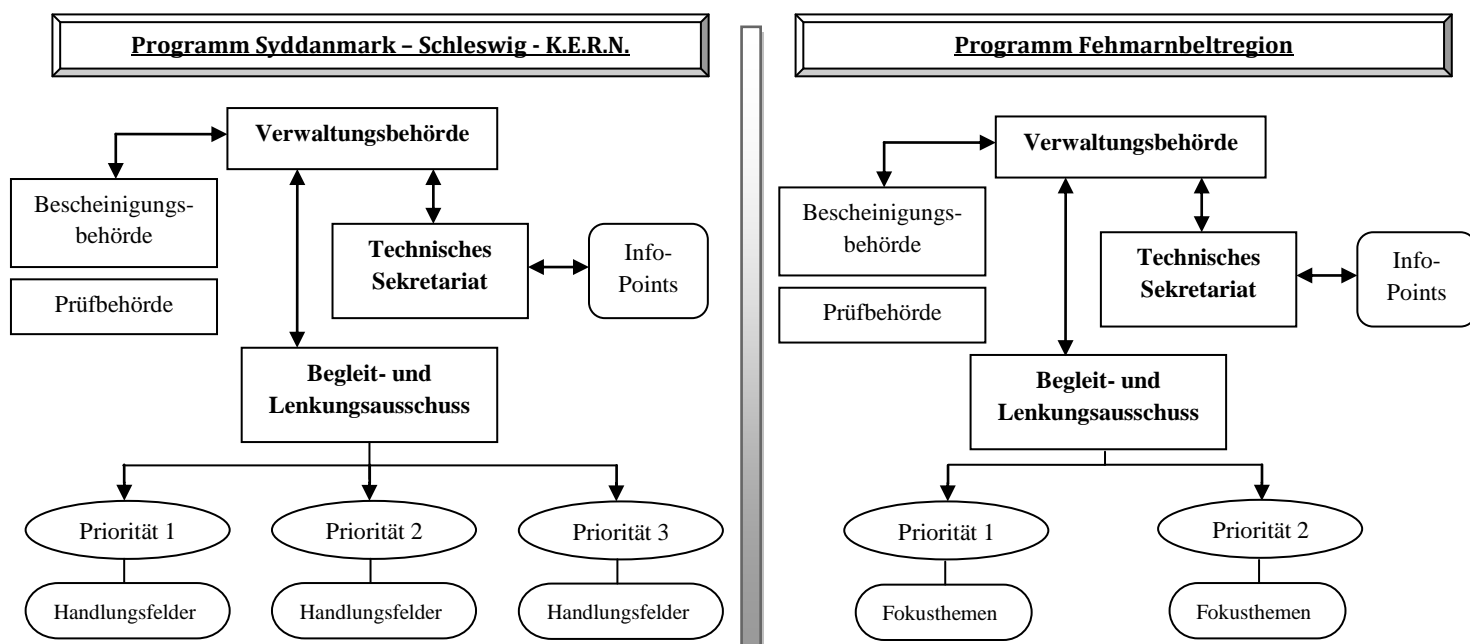 Programm Syddanmark – Schleswig - K.E.R.N.
Verwaltungsbehörde
Bescheinigungs-
behörde
Prüfbehörde
Technisches
Sekretariat
Info-
Points
Begleit- und
Lenkungsausschuss
Priorität 1
Priorität 2
Priorität 3
Handlungsfelder
Handlungsfelder
Handlungsfelder
Programm Fehmarnbeltregion
Verwaltungsbehörde
Bescheinigungs-
behörde
Prüfbehörde
Technisches
Sekretariat
Info-
Points
Begleit- und
Lenkungsausschuss
Priorität 1
Priorität 2
Fokusthemen
Fokusthemen